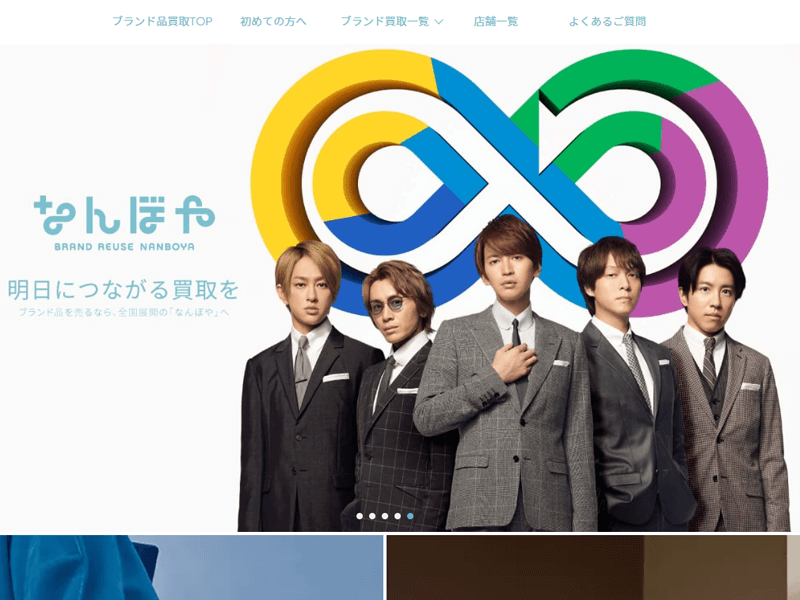 ブランド品買取TOP 初めての方へ ブランド買取一覧 店舗一覧 よくあるご質問
なんぼや
BRAND REUSE NANBOYA
明日につながる買取を
ブランド品を売るなら、全国展開の「なんぼや」へ